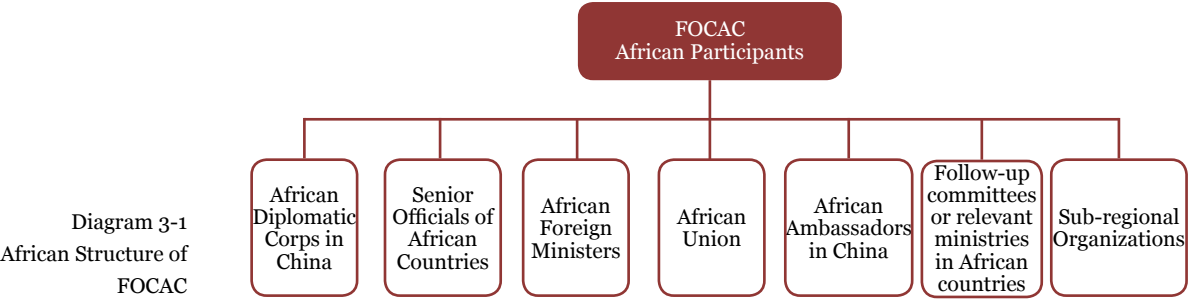 FOCAC
African Participants
African
Diplomatic
Corps in
China
Senior
Officials of
African
Countries
African
Foreign
Ministers
African
Union
African
Ambassadors
in China
Follow-up
committees
or relevant
ministries
in African
countries
Sub-regional
Organizations
Diagram 3-1
African Structure of
FOCAC